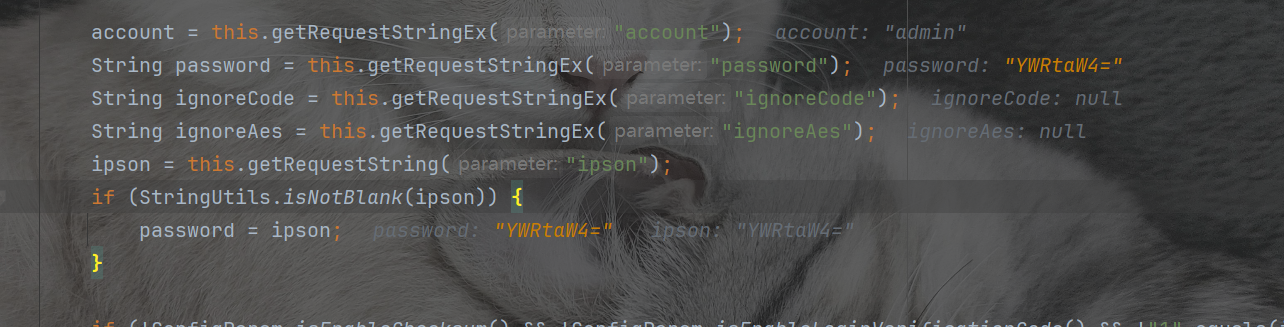 account = this.getRequestStringEx( parameter: "account"); account: "admin"
String password = this.getRequestStringEx( parameter: "password"); password: "YWRtaW4="
String ignoreCode = this.getRequestStringEx( parameter: "ignoreCode"); ignoreCode: null
String ignoreAes = this.getRequestStringEx( parameter: "ignoreAes"); ignoreAes: null
ipson = this.getRequestString( parameter: "ipson");
if (StringUtils.isNotBlank(ipson)) {
password = ipson; password: "YWRtaW4=" ipson: "YWRtaW4="
}